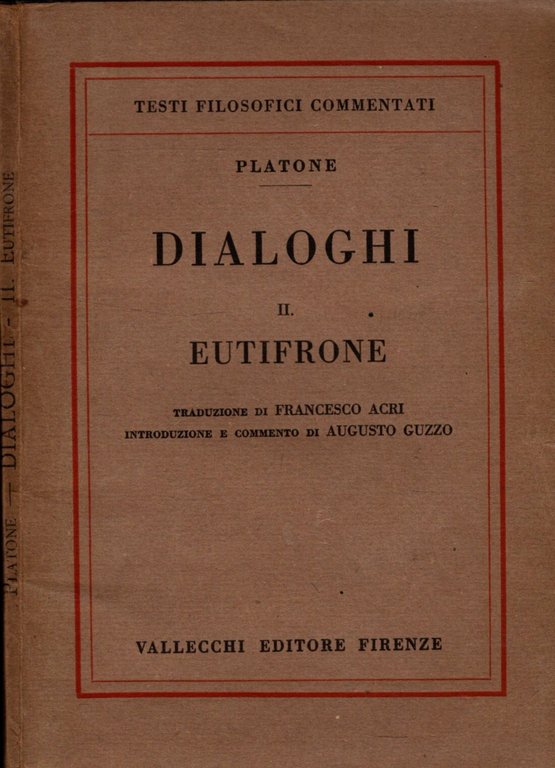 TESTI FILOSOFICI COMMENTATI
PLATONE
DIALOGHI
II.
EUTIFRONE
TRADUZIONE DI FRANCESCO ACRI
INTRODUZIONE E COMMENTO DI AUGUSTO GUZZO
VALLECCHI EDITORE FIRENZE
PLATONE — DIALOGHI - II. EUTIFRONE